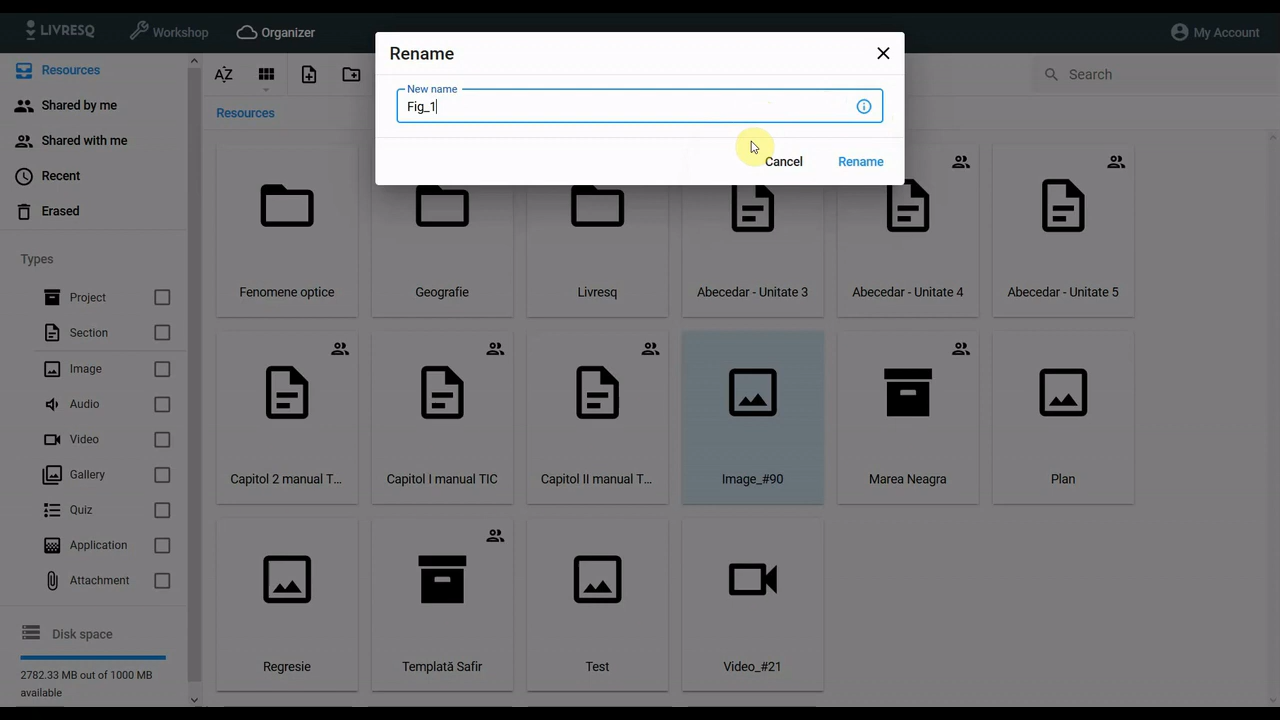 LIVRESQ
Workshop
Organizer
My Account
Rename
New name
Fig_1
Cancel
Rename
Resources
Shared by me
Shared with me
Recent
Erased
Types
Project
Section
Image
Audio
Video
Gallery
Quiz
Application
Attachment
Disk space
2782.33 MB out of 1000 MB
available
AZ
Search
Resources
Fenomene optice
Geografie
Livresq
Abecedar - Unitate 3
Abecedar - Unitate 4
Abecedar - Unitate 5
Capitol 2 manual T...
Capitol I manual TIC
Capitol II manual T...
Image_#90
Marea Neagra
Plan
Regresie
Templată Safir
Test
Video_#21